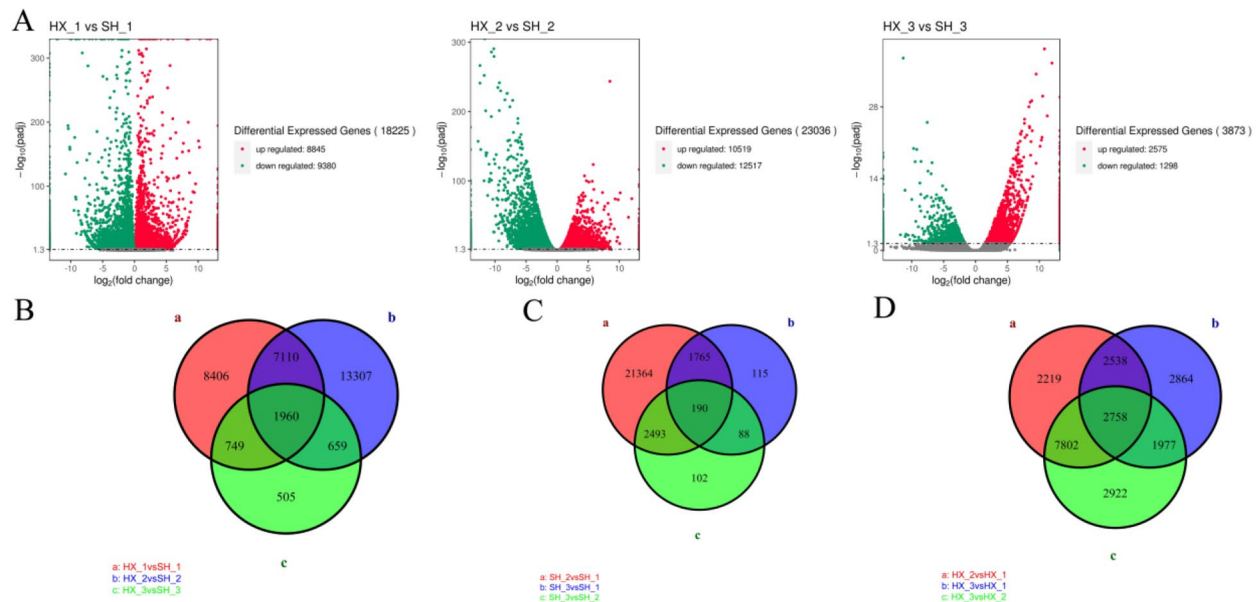 A
HX_1 vs SH_1
300
200
100
1.3
-10
-5
0
5
10
−log10(padj)
log2(fold change)
Differential Expressed Genes ( 18225 )
up regulated: 8845
down regulated: 9380
HX_2 vs SH_2
300
200
100
1.3
-10
-5
0
5
10
−log10(padj)
log2(fold change)
Differential Expressed Genes ( 23036 )
up regulated: 10519
down regulated: 12517
HX_3 vs SH_3
28
14
1.3
0
-10
-5
0
5
10
−log10(padj)
log2(fold change)
Differential Expressed Genes ( 3873 )
up regulated: 2575
down regulated: 1298
B
a
b
8406
7110
13307
1960
749
659
505
c
a: HX_1vsSH_1
b: HX_2vsSH_2
c: HX_3vsSH_3
C
a
b
21364
1765
115
190
2493
88
102
c
a: SH_2vsSH_1
b: SH_3vsSH_1
c: SH_3vsSH_2
D
a
b
2219
2538
2864
2758
7802
1977
2922
c
a: HX_2vsHX_1
b: HX_3vsHX_1
c: HX_3vsHX_2